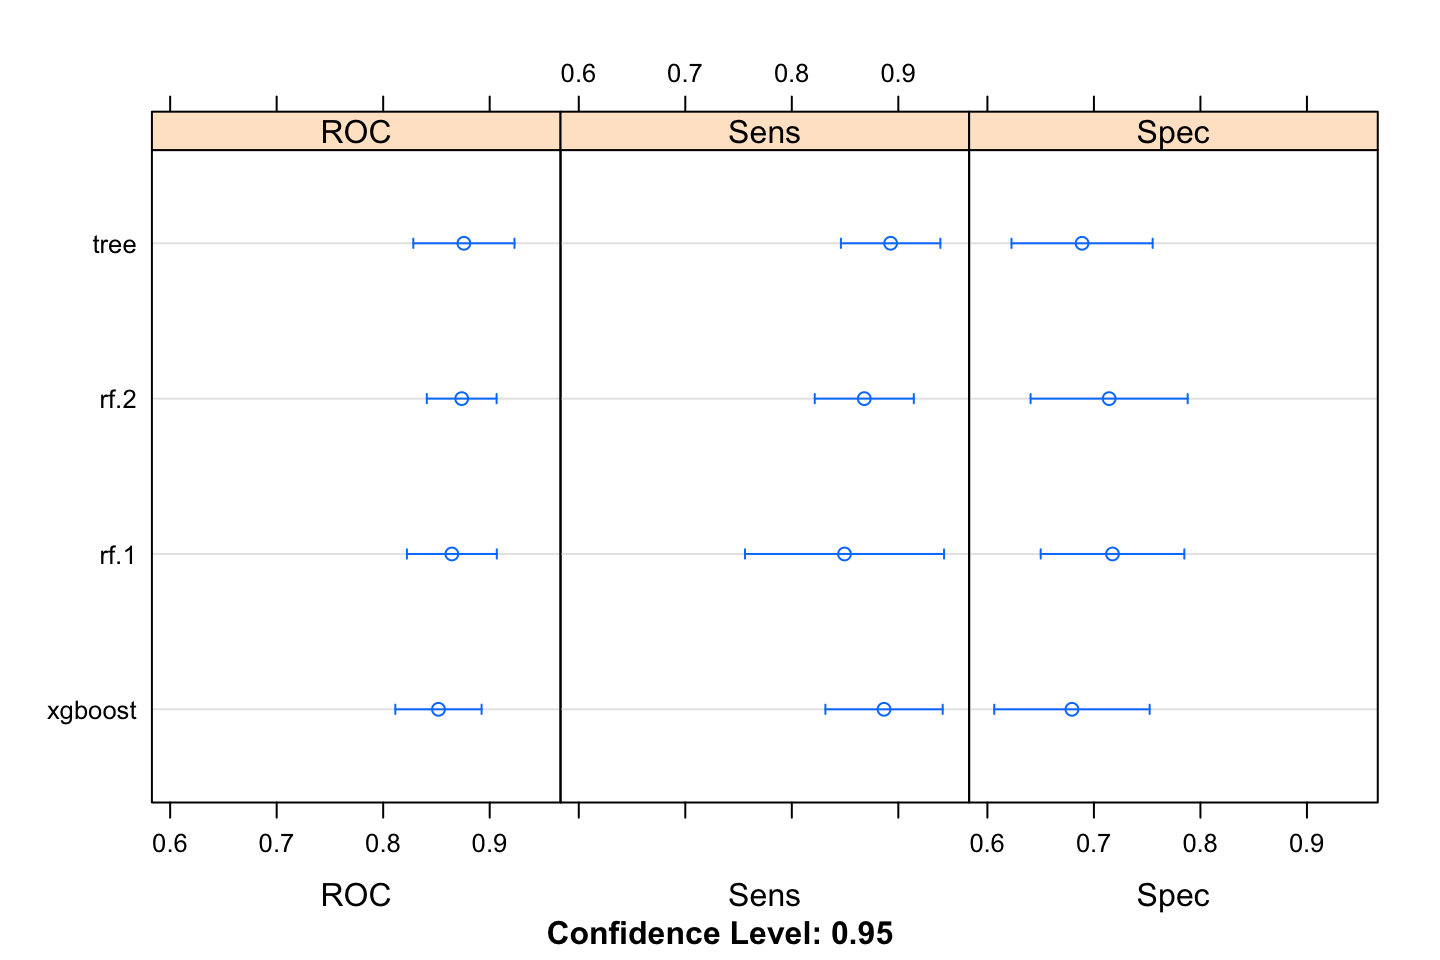 0.6 0.7 0.8 0.9
ROC Sens Spec
tree
rf.2
rf.1
xgboost
0.6 0.7 0.8 0.9 0.6 0.7 0.8 0.9
ROC Sens Spec
Confidence Level: 0.95